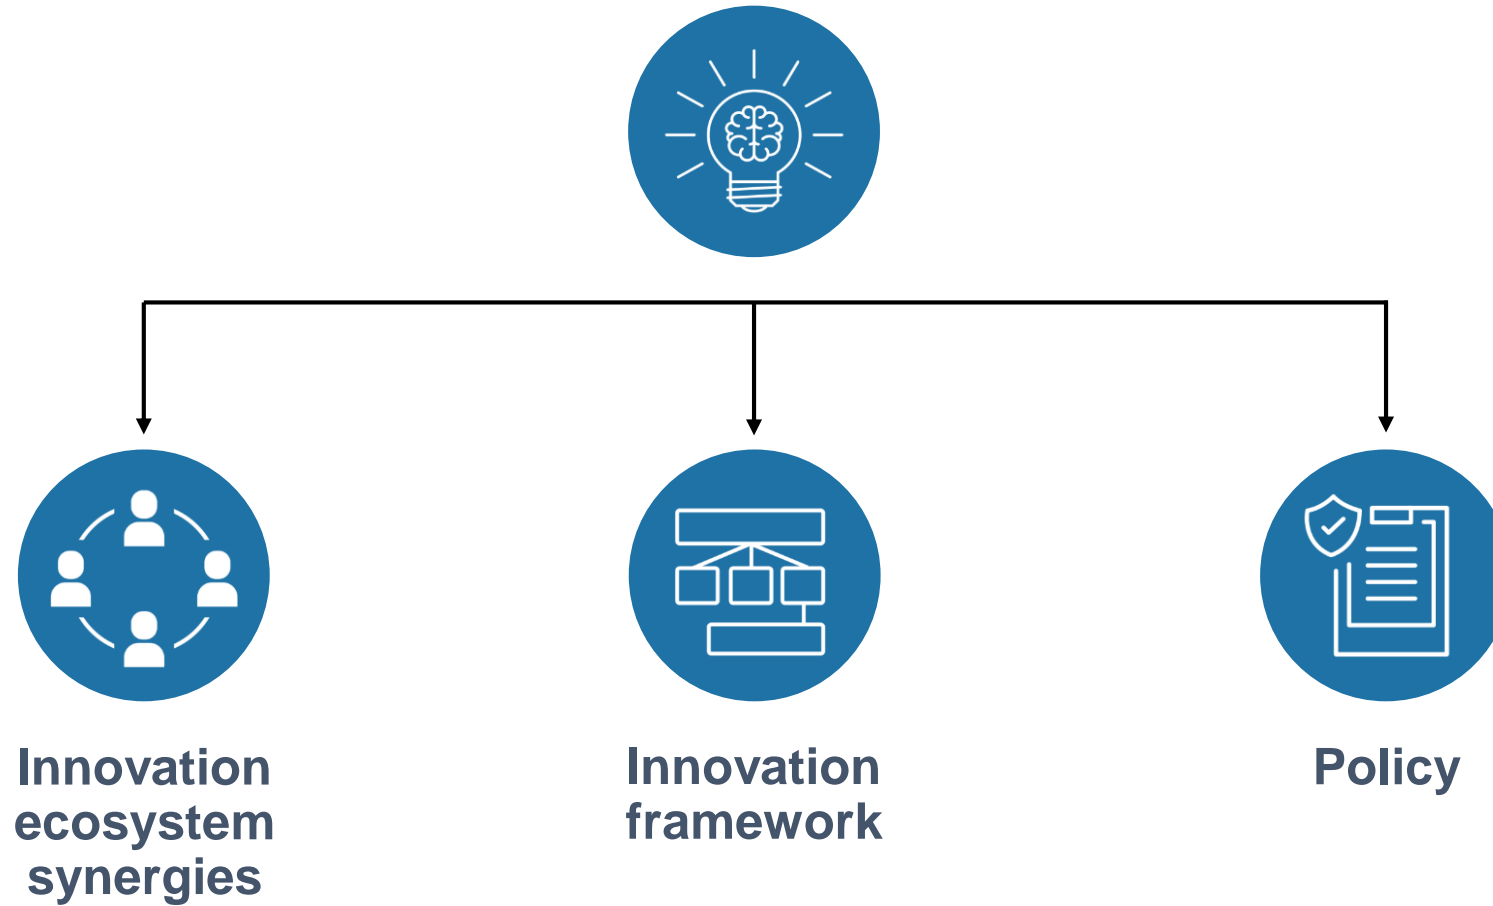 Innovation
ecosystem
synergies
Innovation
framework
Policy